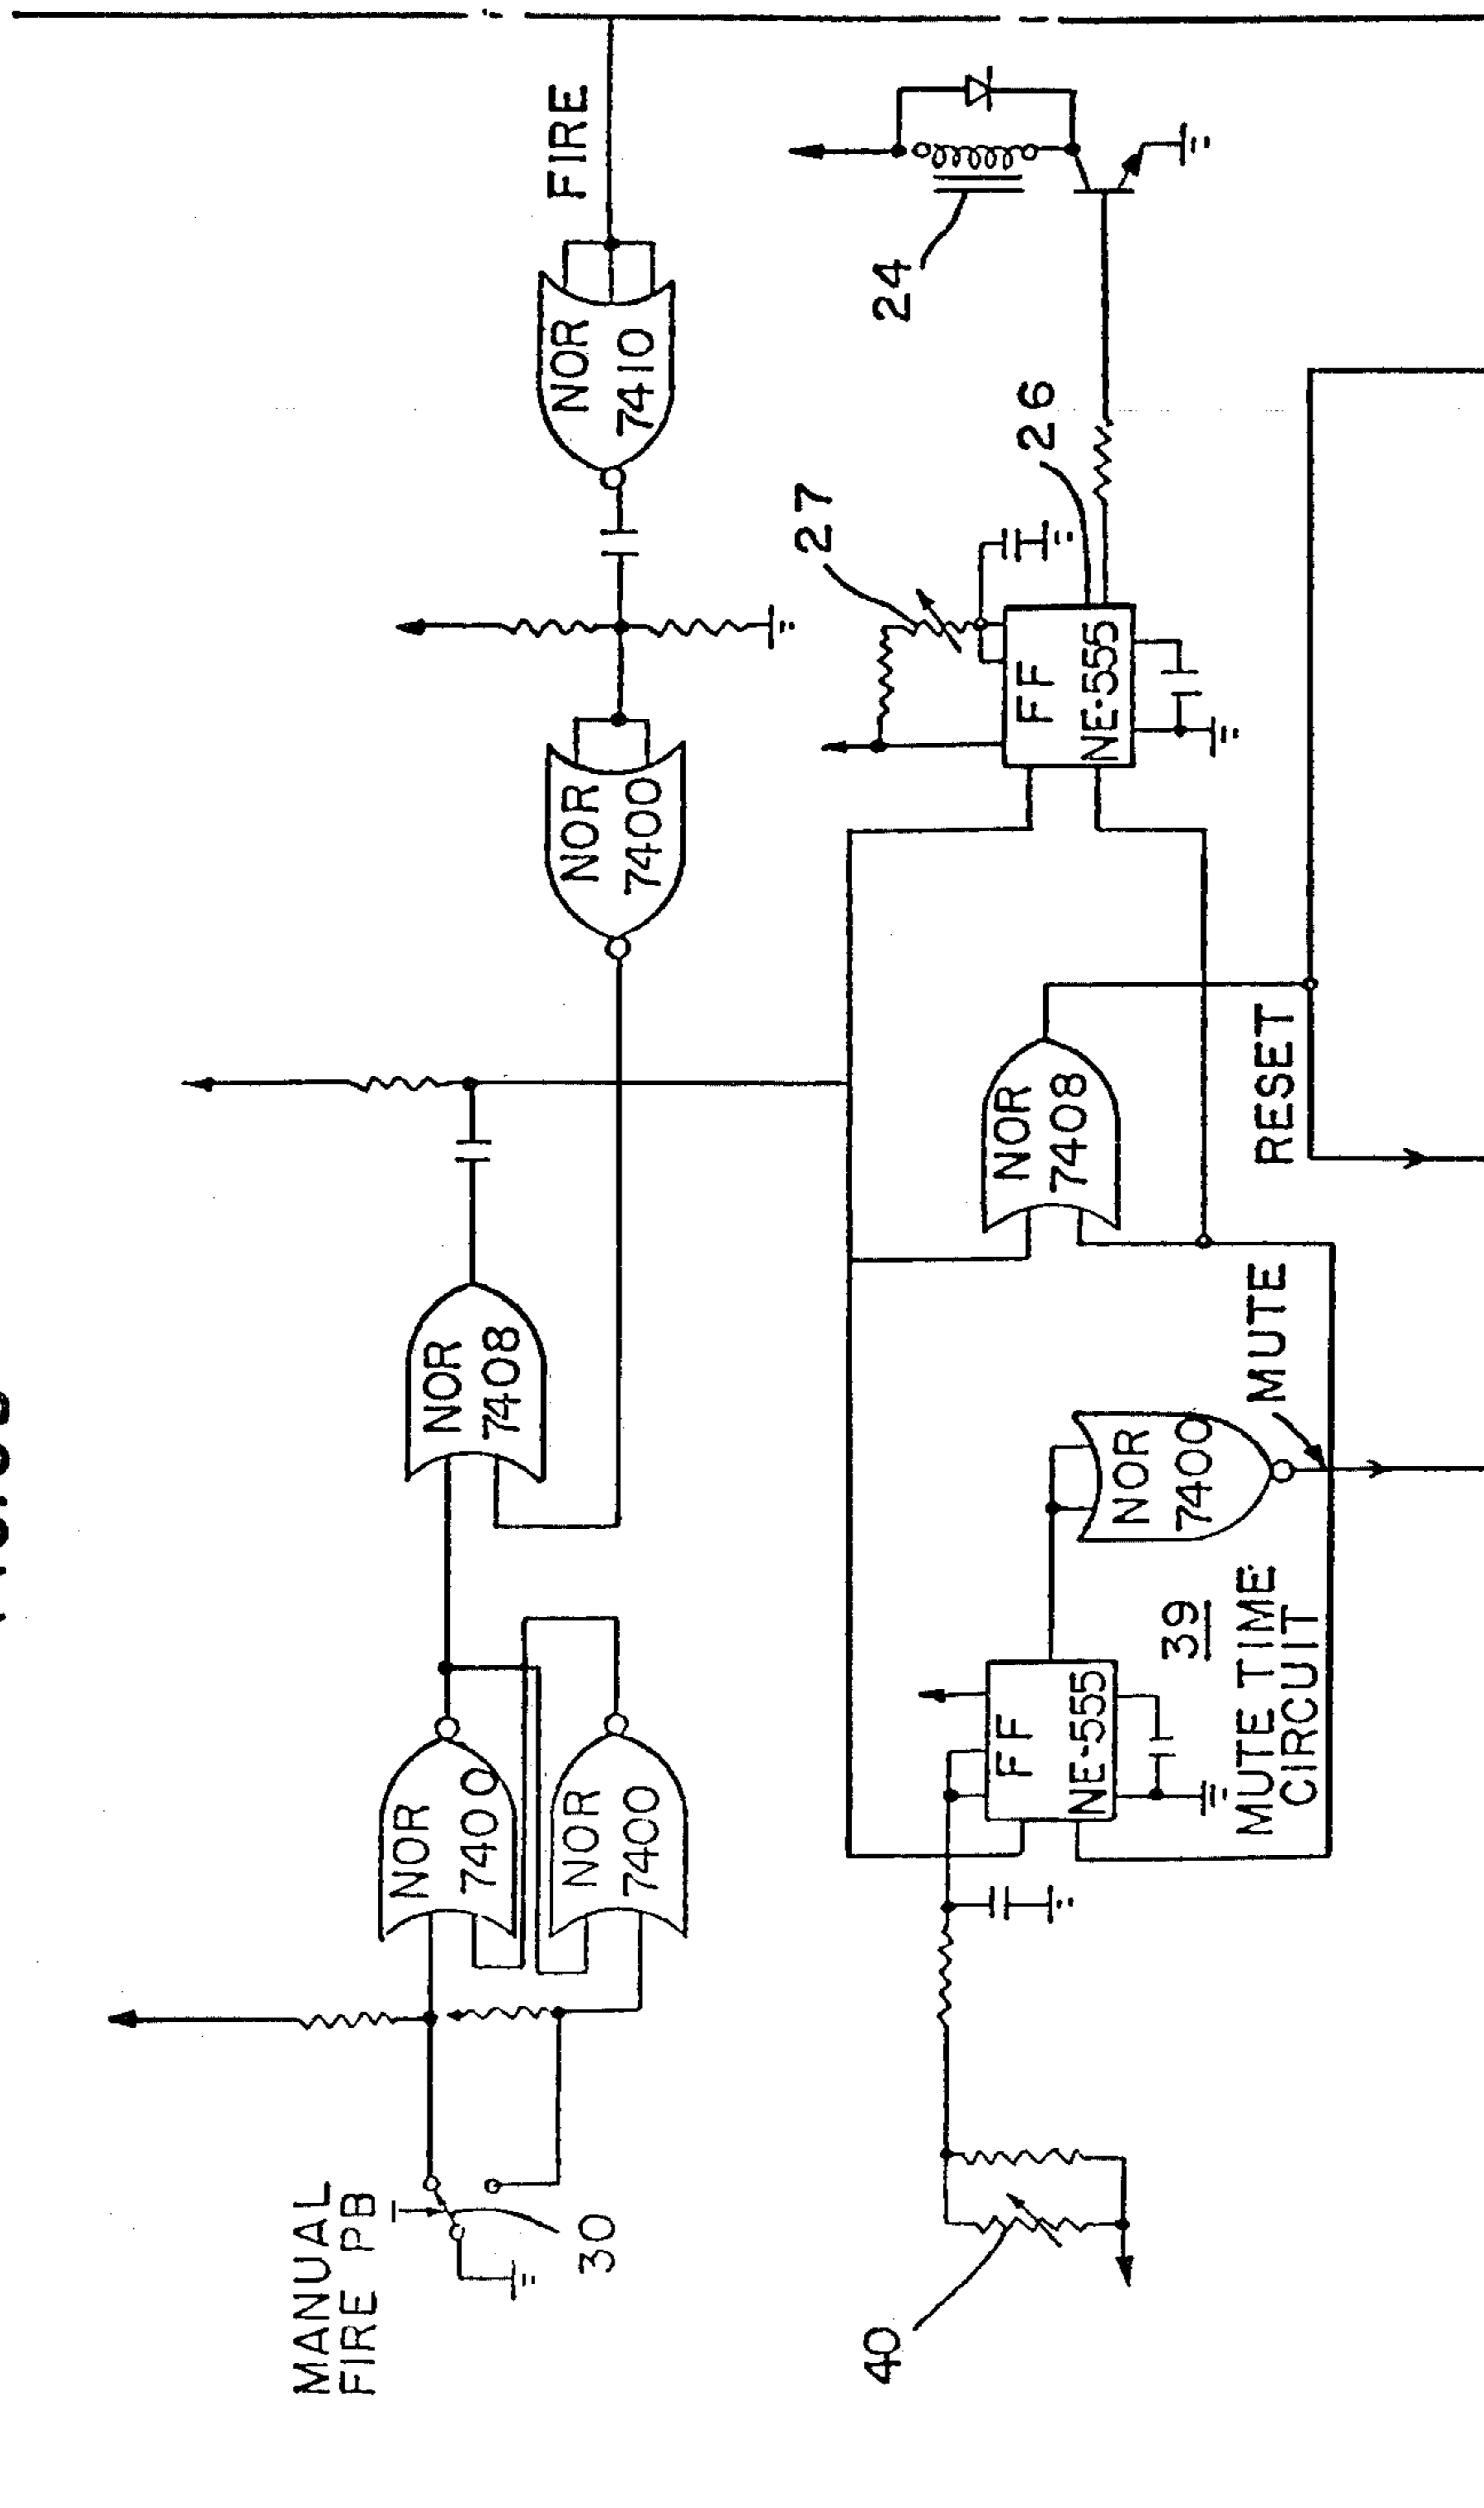 MANUAL
FIRE PB
30
NOR
7400
NOR
7400
NOR
7408
NOR
7400
NOR
7410
FIRE
40
FF
NE-555
39
MUTE TIME
CIRCUIT
NOR
7400
MUTE
NOR
7408
RESET
27
FF
NE-555
26
24